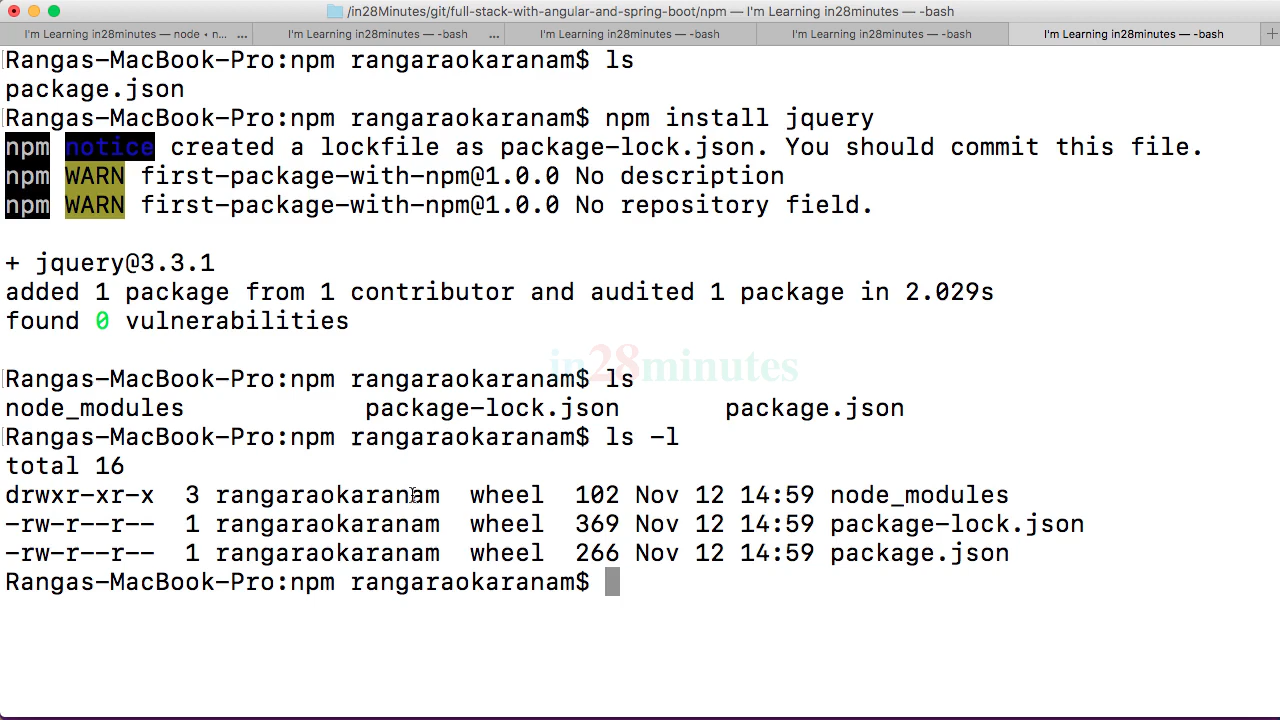 /in28Minutes/git/full-stack-with-angular-and-spring-boot/npm — I'm Learning in28minutes — -bash
I'm Learning in28minutes — node • n... ...
I'm Learning in28minutes — -bash ...
I'm Learning in28minutes — -bash
I'm Learning in28minutes — -bash
I'm Learning in28minutes — -bash
Rangas-MacBook-Pro:npm rangaraokaranam$ ls
package.json
Rangas-MacBook-Pro:npm rangaraokaranam$ npm install jquery
npm notice created a lockfile as package-lock.json. You should commit this file.
npm WARN first-package-with-npm@1.0.0 No description
npm WARN first-package-with-npm@1.0.0 No repository field.
+ jquery@3.3.1
added 1 package from 1 contributor and audited 1 package in 2.029s
found 0 vulnerabilities
in28minutes
Rangas-MacBook-Pro:npm rangaraokaranam$ ls
node_modules package-lock.json package.json
Rangas-MacBook-Pro:npm rangaraokaranam$ ls -l
total 16
drwxr-xr-x 3 rangaraokaranam wheel 102 Nov 12 14:59 node_modules
-rw-r--r-- 1 rangaraokaranam wheel 369 Nov 12 14:59 package-lock.json
-rw-r--r-- 1 rangaraokaranam wheel 266 Nov 12 14:59 package.json
Rangas-MacBook-Pro:npm rangaraokaranam$